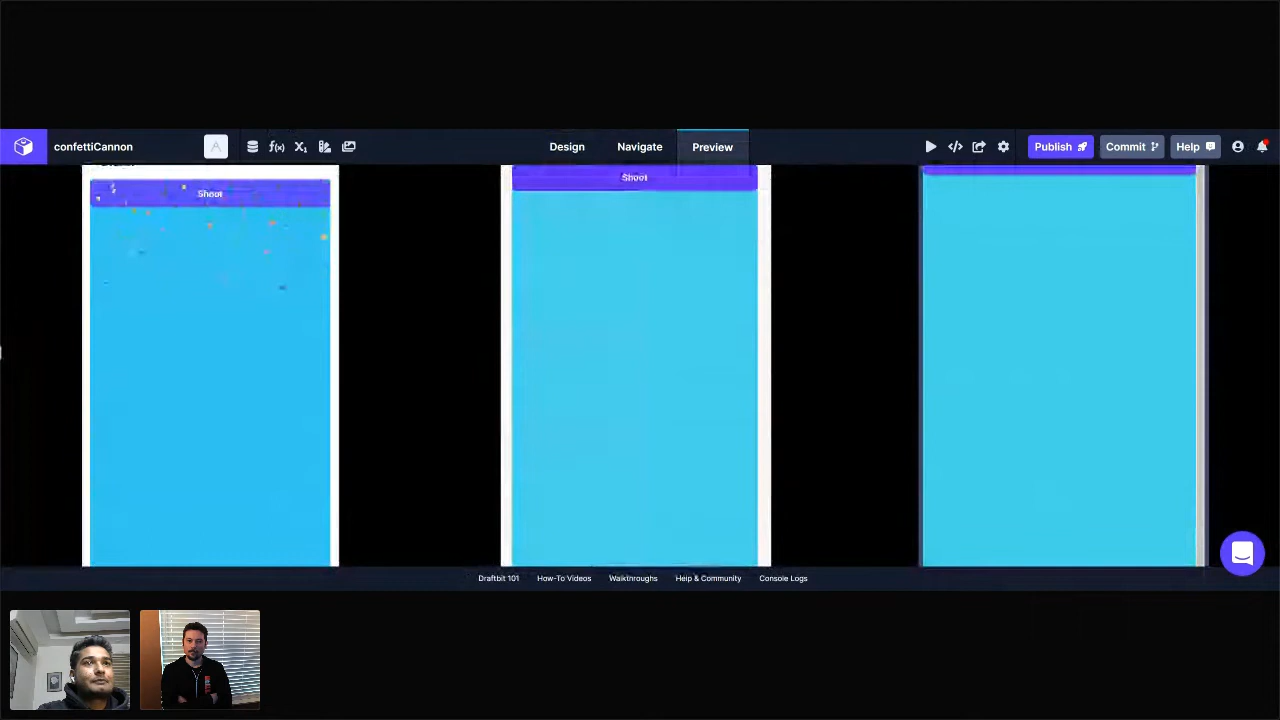 confettiCannon
Design
Navigate
Preview
Publish
Commit
Help
Shoot
Shoot
Draftbit 101
How-To Videos
Walkthroughs
Help & Community
Console Logs